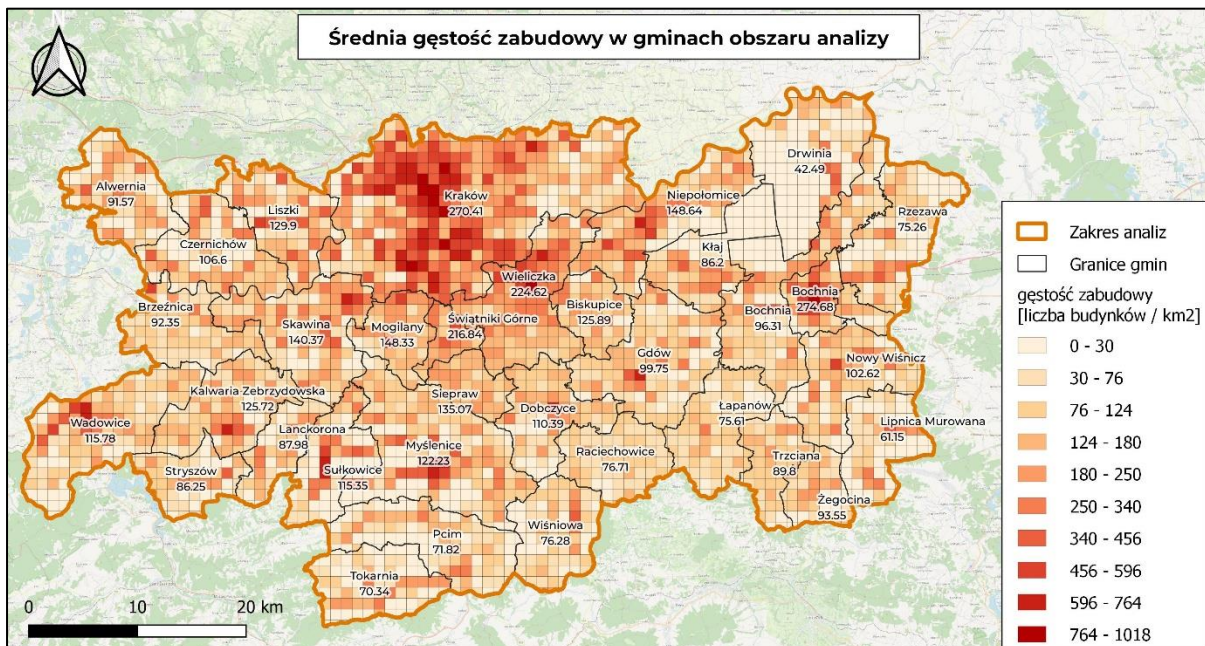 Średnia gęstość zabudowy w gminach obszaru analizy
N
Drwinia
42.49
Alwernia
91.57
Kraków
270.41
Niepołomice
148.64
Liszki
129.9
Rzezawa
75.26
Czernichów
106.6
Kłaj
86.2
Wieliczka
224.62
Bochnia
274.68
Brzeźnica
92.35
Biskupice
125.89
Bochnia
96.31
Skawina
140.37
Mogilany
148.33
Świątniki Górne
216.84
Gdów
99.75
Nowy Wiśnicz
102.62
Kalwaria Zebrzydowska
125.72
Siepraw
135.07
Dobczyce
110.39
Łapanów
75.61
Lipnica Murowana
61.15
Wadowice
115.78
Lanckorona
87.98
Myślenice
122.23
Raciechowice
76.71
Trzciana
89.8
Stryszów
86.25
Sułkowice
115.35
Żegocina
93.55
Wiśniowa
76.28
Pcim
71.82
Tokarnia
70.34
0 10 20 km
Zakres analiz
Granice gmin
gęstość zabudowy
[liczba budynków / km2]
0 - 30
30 - 76
76 - 124
124 - 180
180 - 250
250 - 340
340 - 456
456 - 596
596 - 764
764 - 1018